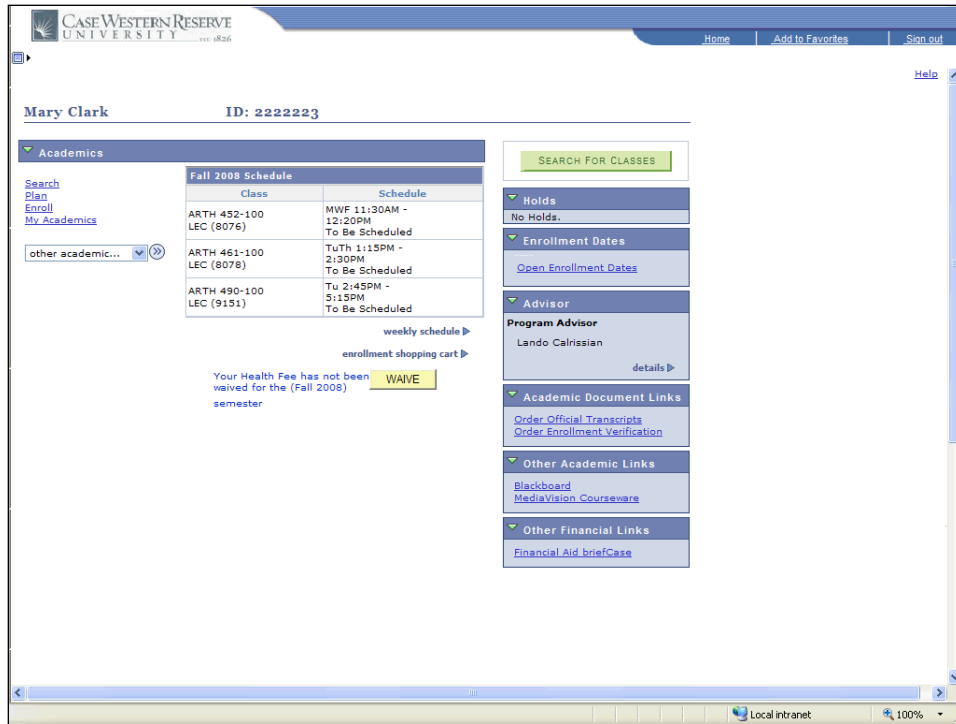 CASE WESTERN RESERVE
UNIVERSITY EST. 1826
Home
Add to Favorites
Sign out
Help
Mary Clark
ID: 2222223
Academics
Search
Plan
Enroll
My Academics
other academic...
Fall 2008 Schedule
Class
Schedule
ARTH 452-100
LEC (8076)
MWF 11:30AM -
12:20PM
To Be Scheduled
ARTH 461-100
LEC (8078)
TuTh 1:15PM -
2:30PM
To Be Scheduled
ARTH 490-100
LEC (9151)
Tu 2:45PM -
5:15PM
To Be Scheduled
weekly schedule
enrollment shopping cart
Your Health Fee has not been
waived for the (Fall 2008)
semester
WAIVE
SEARCH FOR CLASSES
Holds
No Holds.
Enrollment Dates
Open Enrollment Dates
Advisor
Program Advisor
Lando Calrissian
details
Academic Document Links
Order Official Transcripts
Order Enrollment Verification
Other Academic Links
Blackboard
MediaVision Courseware
Other Financial Links
Financial Aid briefCase
Local intranet
100%